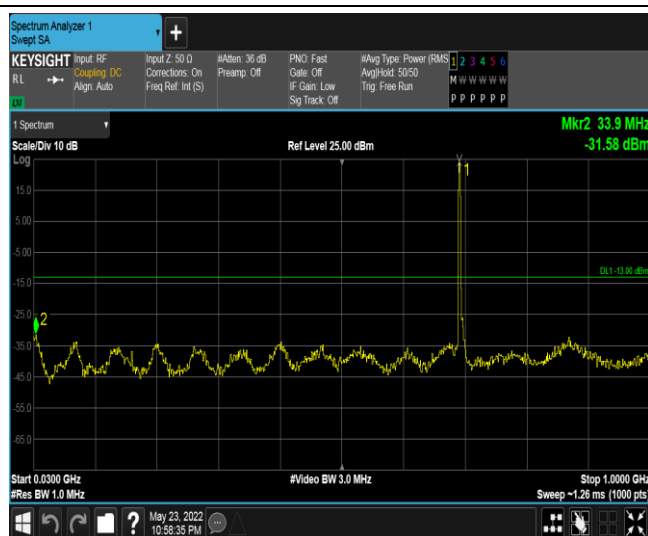 Spectrum Analyzer 1
Swept SA
+
KEYSIGHT
RL
LM
Input: RF
Coupling: DC
Align: Auto
Input Z: 50 Ω
Corrections: On
Freq Ref: Int (S)
#Atten: 36 dB
Preamp: Off
PNO: Fast
Gate: Off
IF Gain: Low
Sig Track: Off
#Avg Type: Power (RMS
Avg|Hold: 50/50
Trig: Free Run
1 2 3 4 5 6
M W W W W W
P P P P P P
1 Spectrum
Mkr2 33.9 MHz
-31.58 dBm
Scale/Div 10 dB
Ref Level 25.00 dBm
Log
1
15.0
5.00
-5.00
DL1 -13.00 dBm
-15.0
-25.0
2
-35.0
-45.0
-55.0
-65.0
Start 0.0300 GHz
#Video BW 3.0 MHz
Stop 1.0000 GHz
#Res BW 1.0 MHz
Sweep ~1.26 ms (1000 pts)
?
May 23, 2022
10:58:35 PM